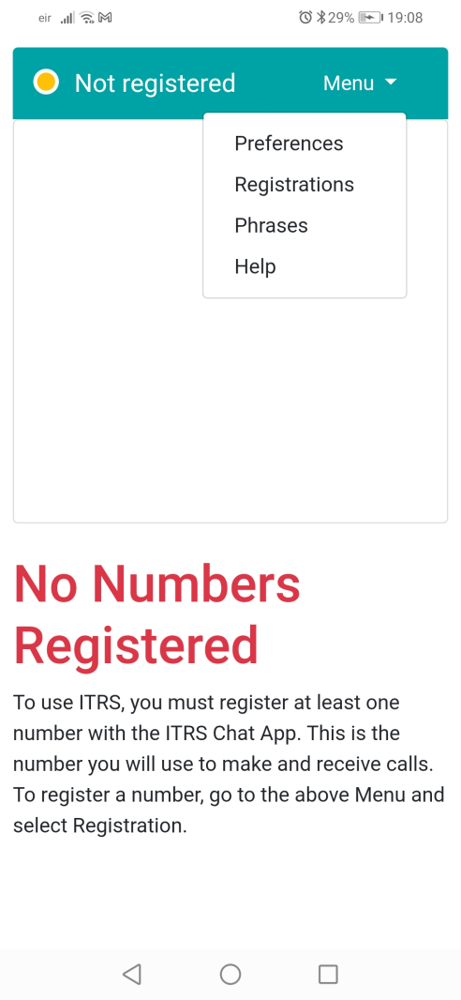 eir 29% 19:08
Not registered Menu
Preferences
Registrations
Phrases
Help
No Numbers
Registered
To use ITRS, you must register at least one
number with the ITRS Chat App. This is the
number you will use to make and receive calls.
To register a number, go to the above Menu and
select Registration.